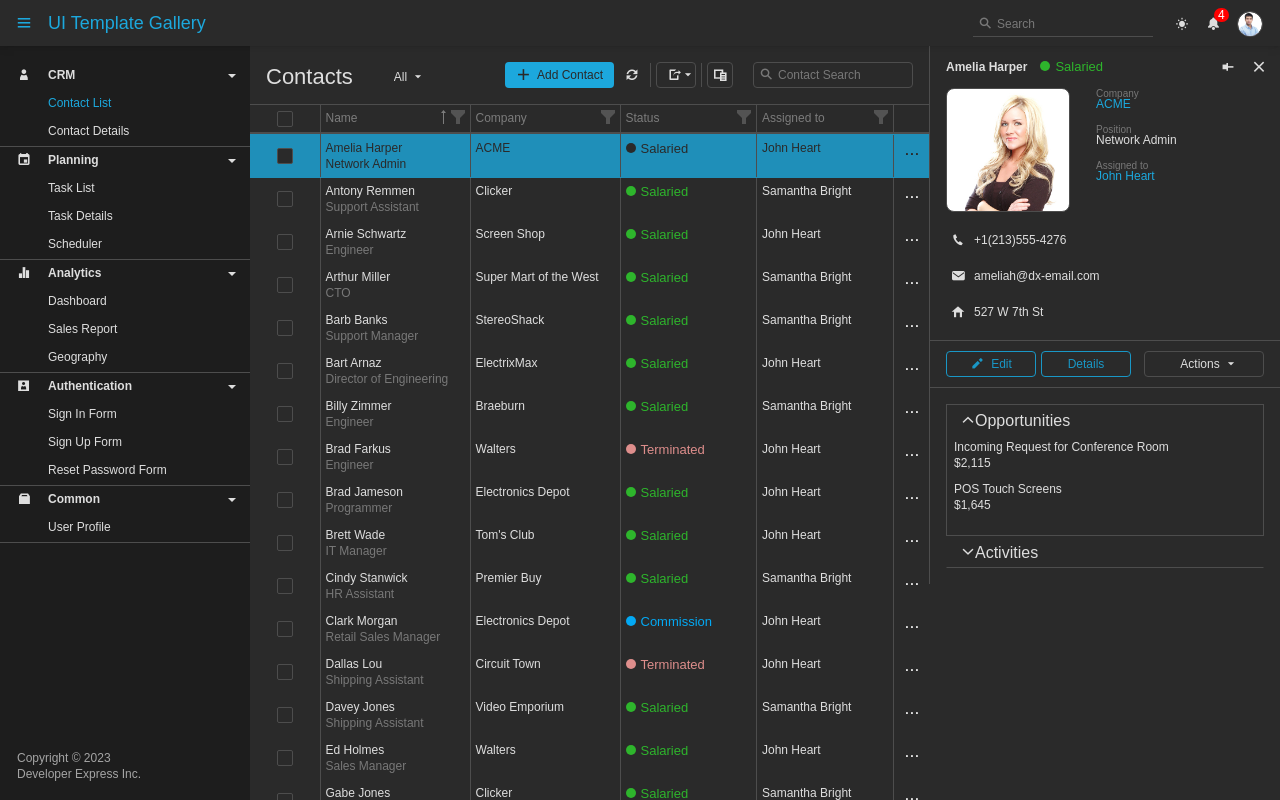 UI Template Gallery
Search
4
CRM
Contact List
Contact Details
Planning
Task List
Task Details
Scheduler
Analytics
Dashboard
Sales Report
Geography
Authentication
Sign In Form
Sign Up Form
Reset Password Form
Common
User Profile
Copyright © 2023
Developer Express Inc.
Contacts
All
Add Contact
Contact Search
Name Company Status Assigned to
Amelia Harper ACME Salaried John Heart
Network Admin
Antony Remmen Clicker Salaried Samantha Bright
Support Assistant
Arnie Schwartz Screen Shop Salaried John Heart
Engineer
Arthur Miller Super Mart of the West Salaried Samantha Bright
CTO
Barb Banks StereoShack Salaried Samantha Bright
Support Manager
Bart Arnaz ElectrixMax Salaried John Heart
Director of Engineering
Billy Zimmer Braeburn Salaried Samantha Bright
Engineer
Brad Farkus Walters Terminated John Heart
Engineer
Brad Jameson Electronics Depot Salaried John Heart
Programmer
Brett Wade Tom's Club Salaried John Heart
IT Manager
Cindy Stanwick Premier Buy Salaried Samantha Bright
HR Assistant
Clark Morgan Electronics Depot Commission John Heart
Retail Sales Manager
Dallas Lou Circuit Town Terminated John Heart
Shipping Assistant
Davey Jones Video Emporium Salaried Samantha Bright
Shipping Assistant
Ed Holmes Walters Salaried John Heart
Sales Manager
Gabe Jones Clicker Salaried Samantha Bright
Amelia Harper Salaried
Company
ACME
Position
Network Admin
Assigned to
John Heart
+1(213)555-4276
ameliah@dx-email.com
527 W 7th St
Edit Details Actions
Opportunities
Incoming Request for Conference Room
$2,115
POS Touch Screens
$1,645
Activities